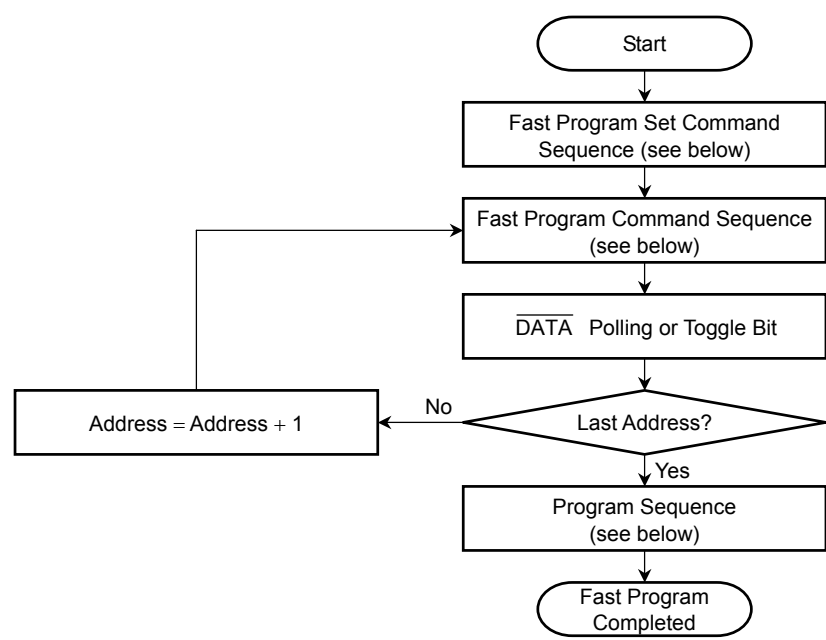 Start
Fast Program Set Command
Sequence (see below)
Fast Program Command Sequence
(see below)
DATA Polling or Toggle Bit
Address = Address + 1
No
Last Address?
Yes
Program Sequence
(see below)
Fast Program
Completed